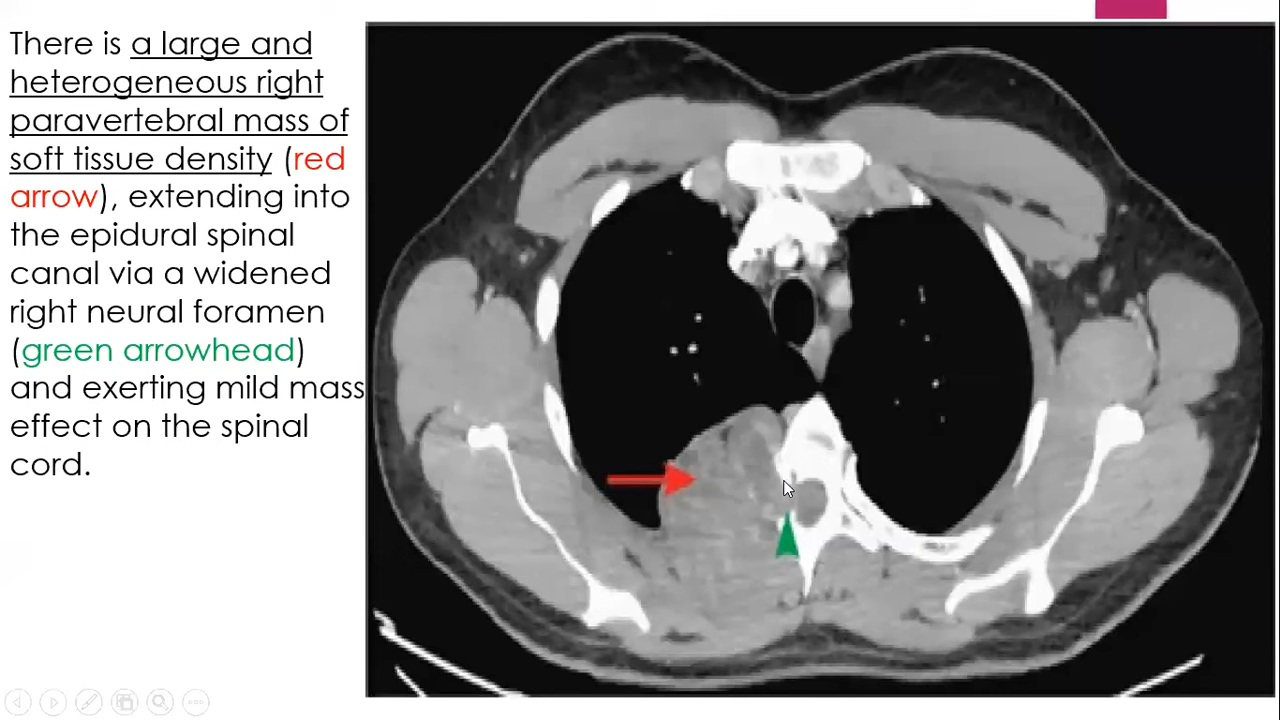 There is a large and
heterogeneous right
paravertebral mass of
soft tissue density (red
arrow), extending into
the epidural spinal
canal via a widened
right neural foramen
(green arrowhead)
and exerting mild mass
effect on the spinal
cord.